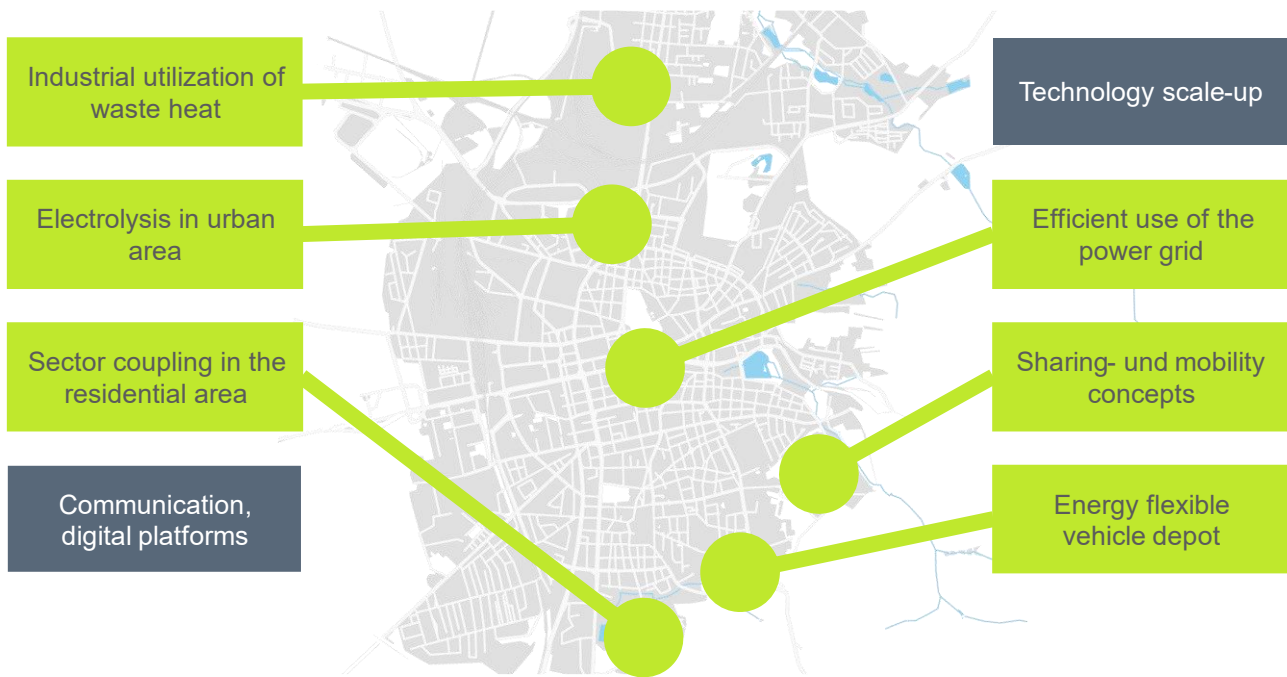 Industrial utilization of
waste heat
Electrolysis in urban
area
Sector coupling in the
residential area
Communication,
digital platforms
Technology scale-up
Efficient use of the
power grid
Sharing- und mobility
concepts
Energy flexible
vehicle depot